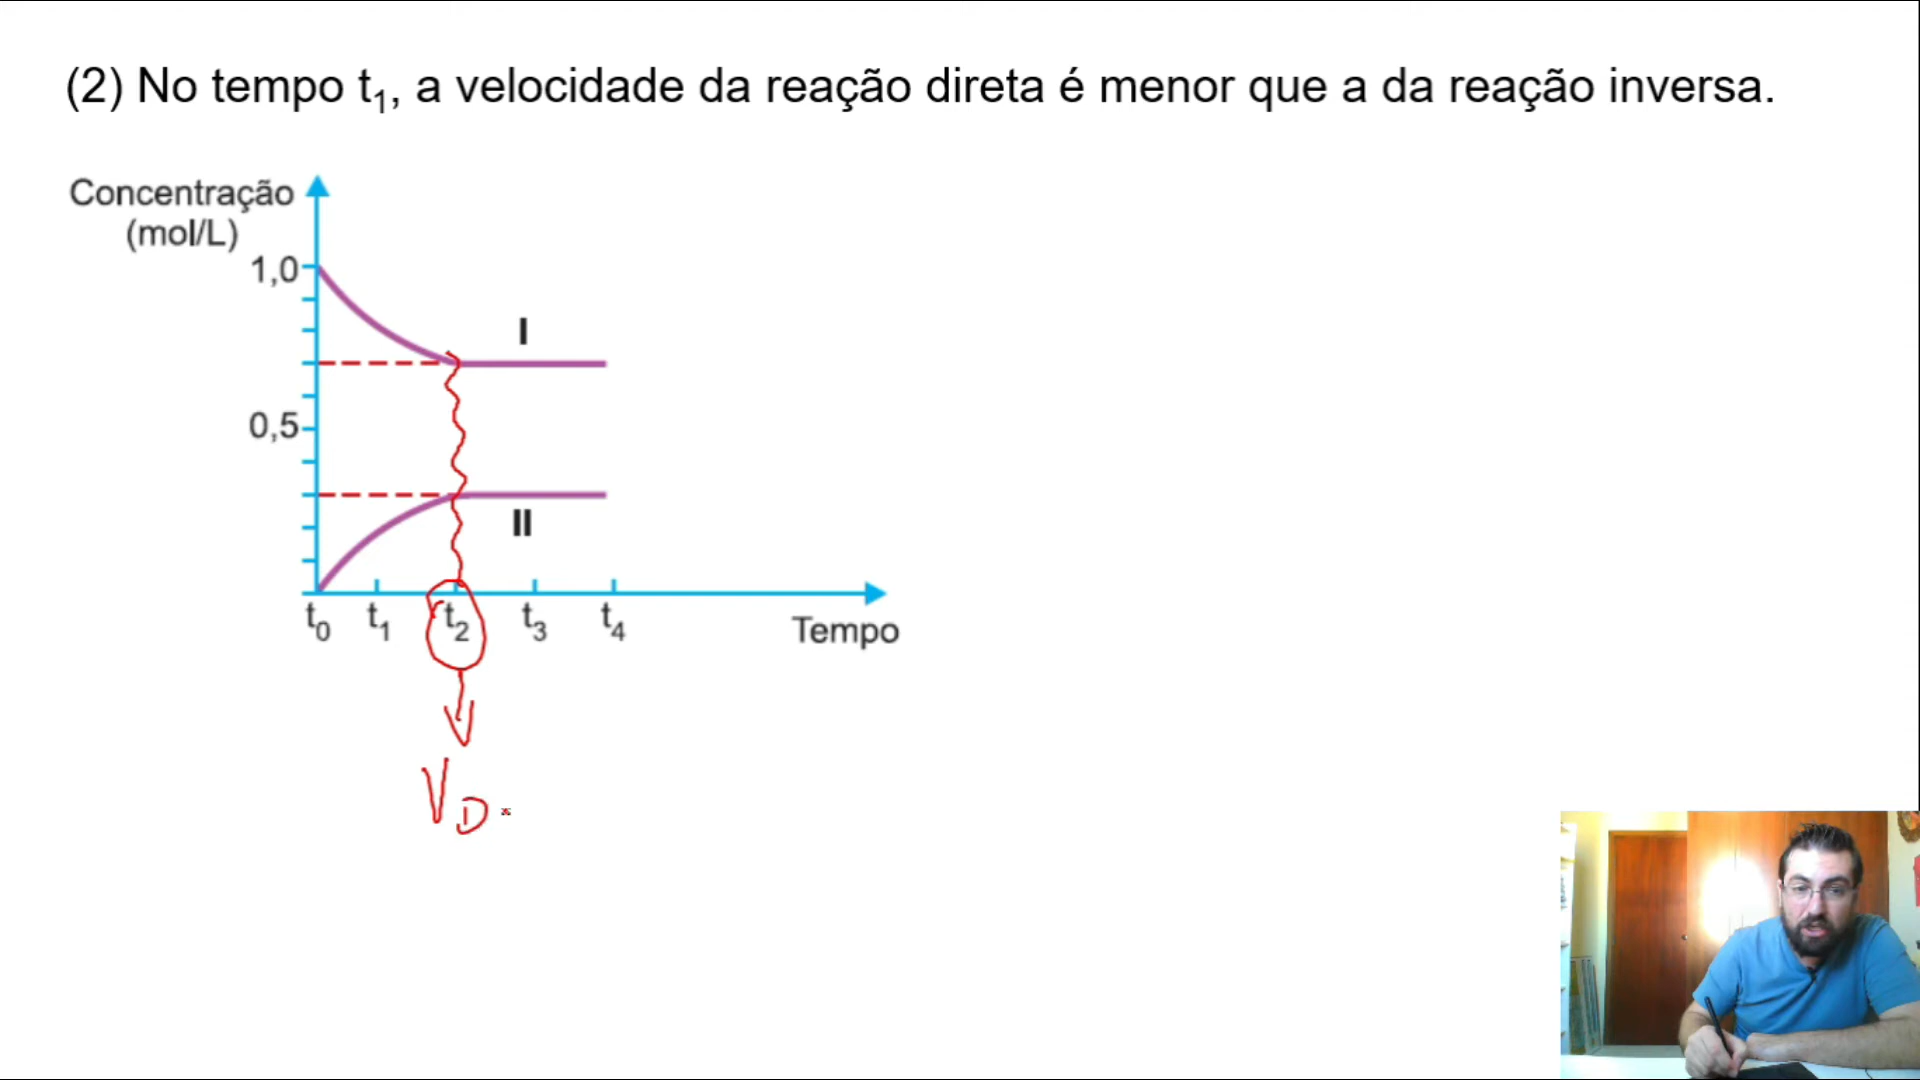 (2) No tempo t₁, a velocidade da reação direta é menor que a da reação inversa.
Concentração
(mol/L)
1,0
I
0,5
II
t₀ t₁ t₂ t₃ t₄
Tempo
V_D